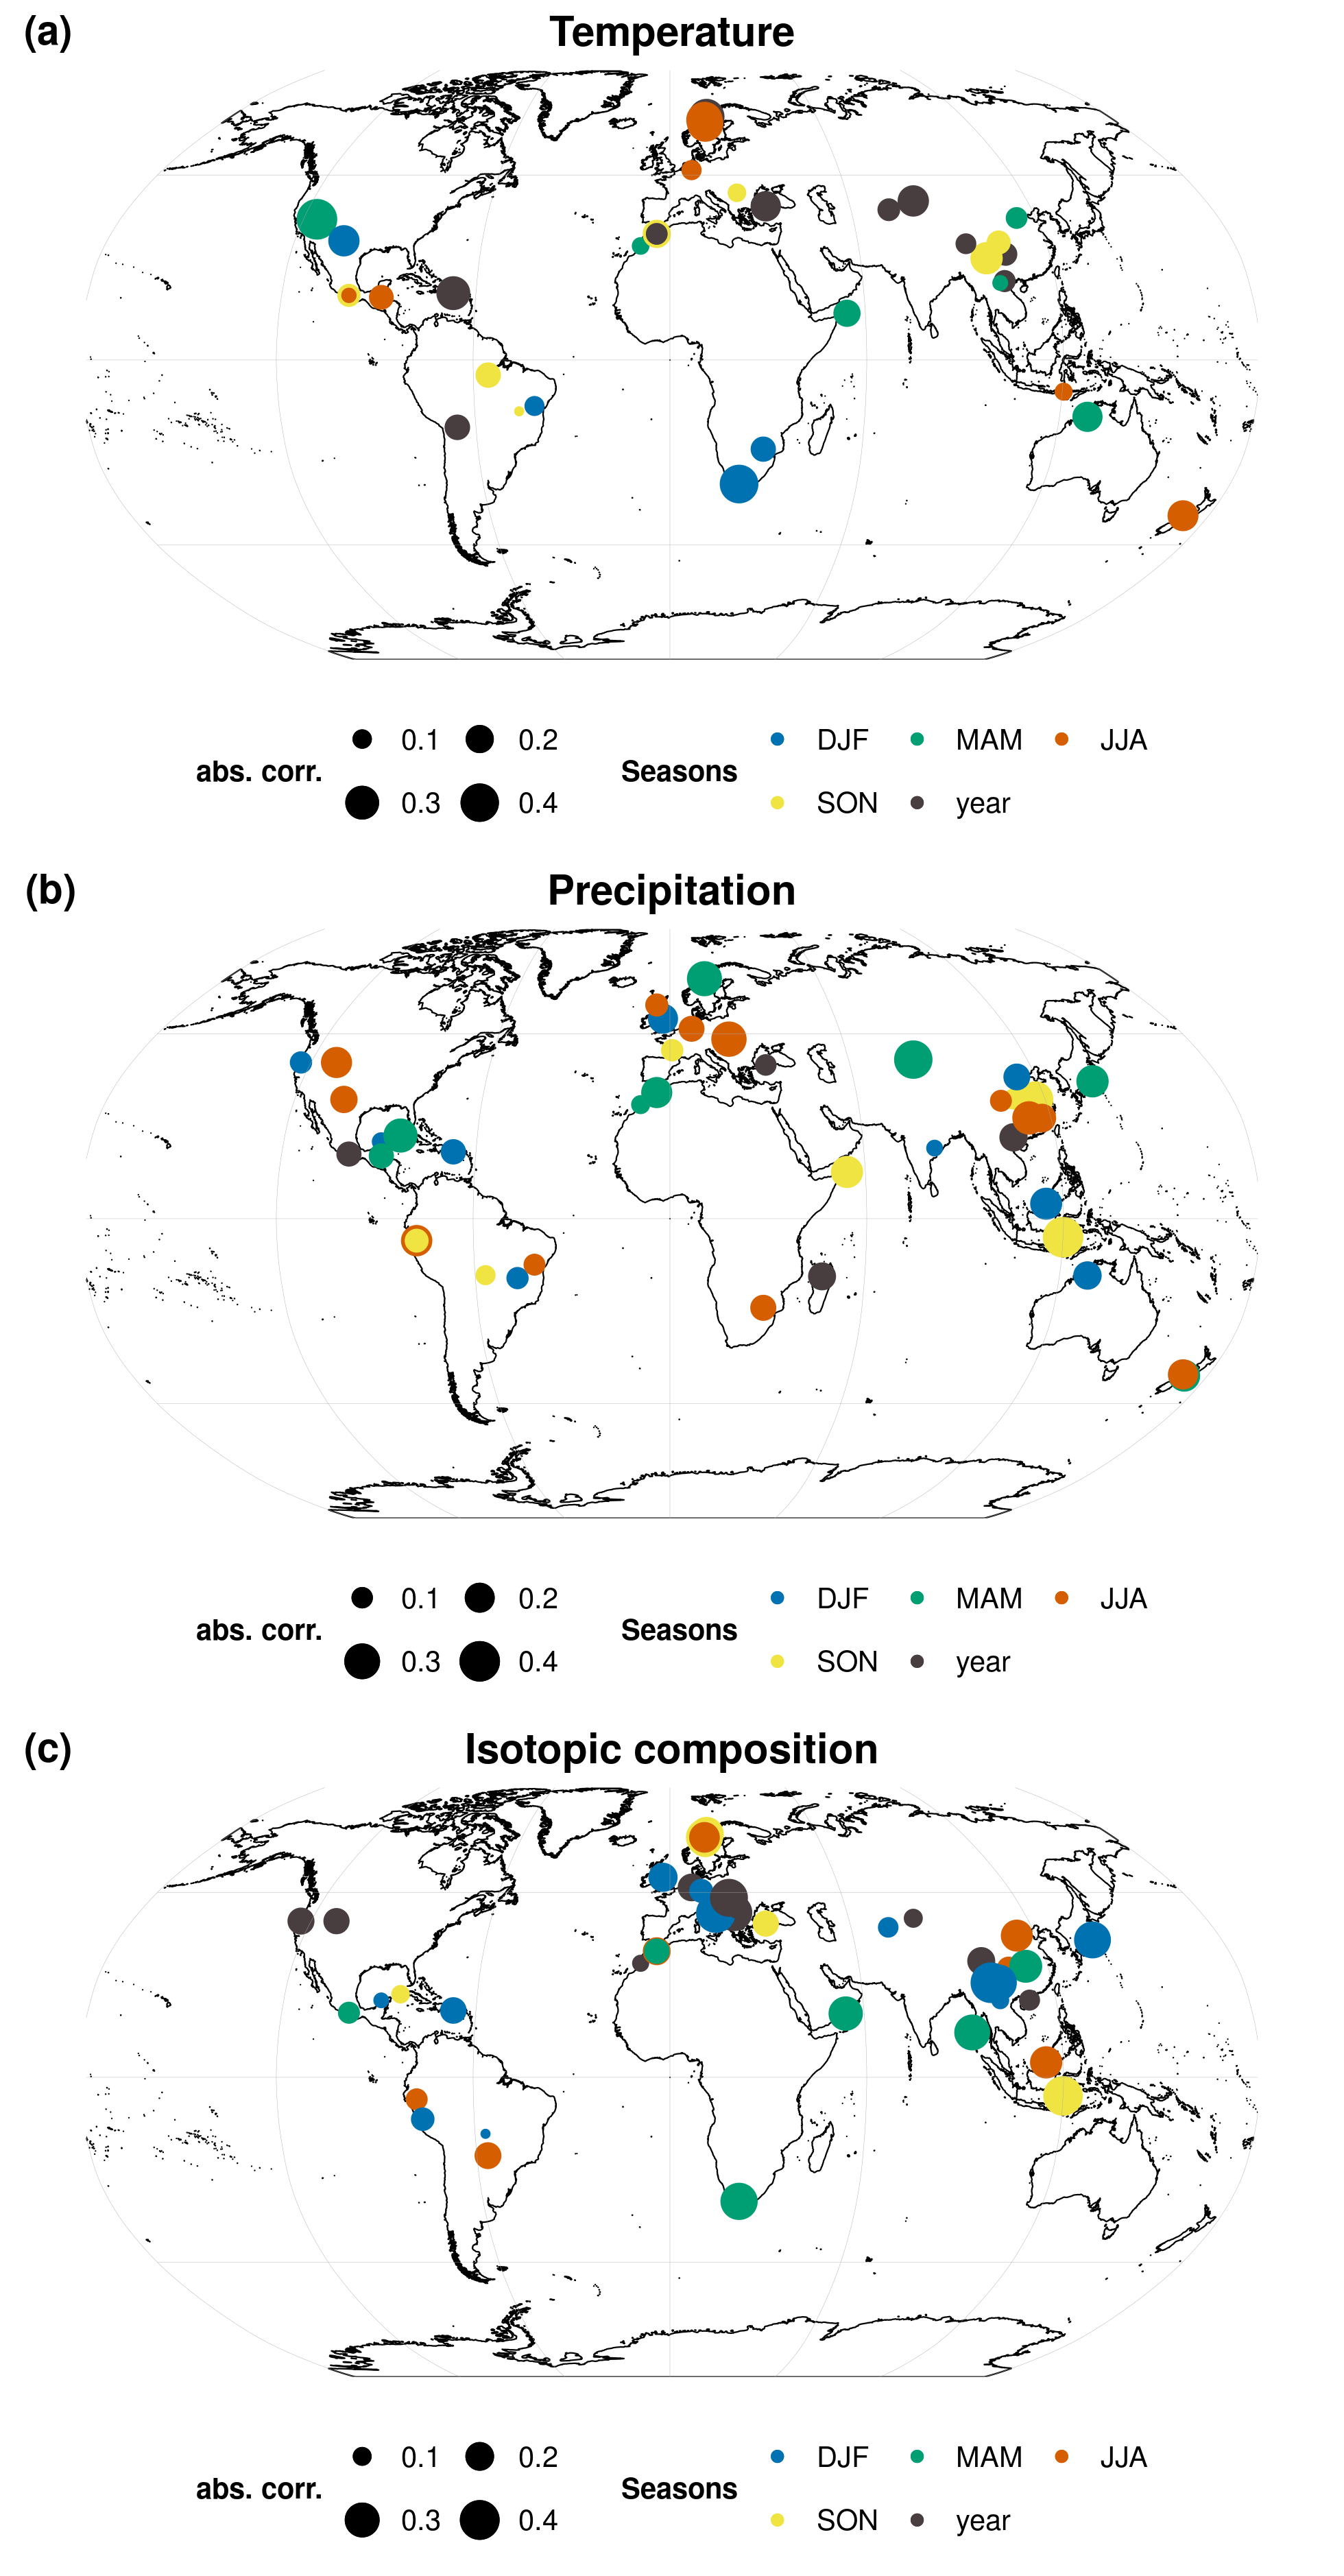 (a) Temperature
abs. corr. 0.1 0.2 0.3 0.4 Seasons DJF MAM JJA SON year
(b) Precipitation
abs. corr. 0.1 0.2 0.3 0.4 Seasons DJF MAM JJA SON year
(c) Isotopic composition
abs. corr. 0.1 0.2 0.3 0.4 Seasons DJF MAM JJA SON year